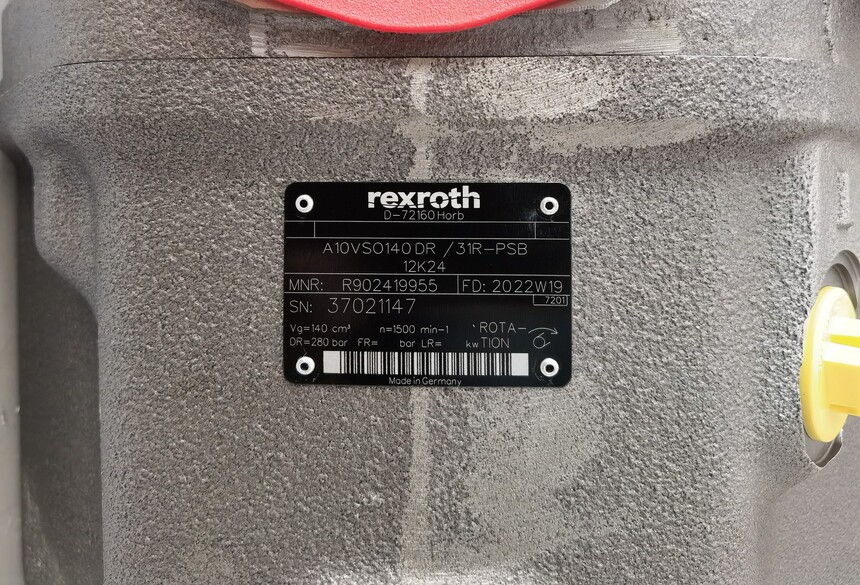 rexroth
D-72160 Horb
A10VSO140 DR /31R-PSB
12K24
MNR: R902419955 FD: 2022W19
SN: 37021147 7201
Vg=140 cm³ n=1500 min-1 ROTA-
DR=280 bar FR= bar LR= kw TION
Made in Germany